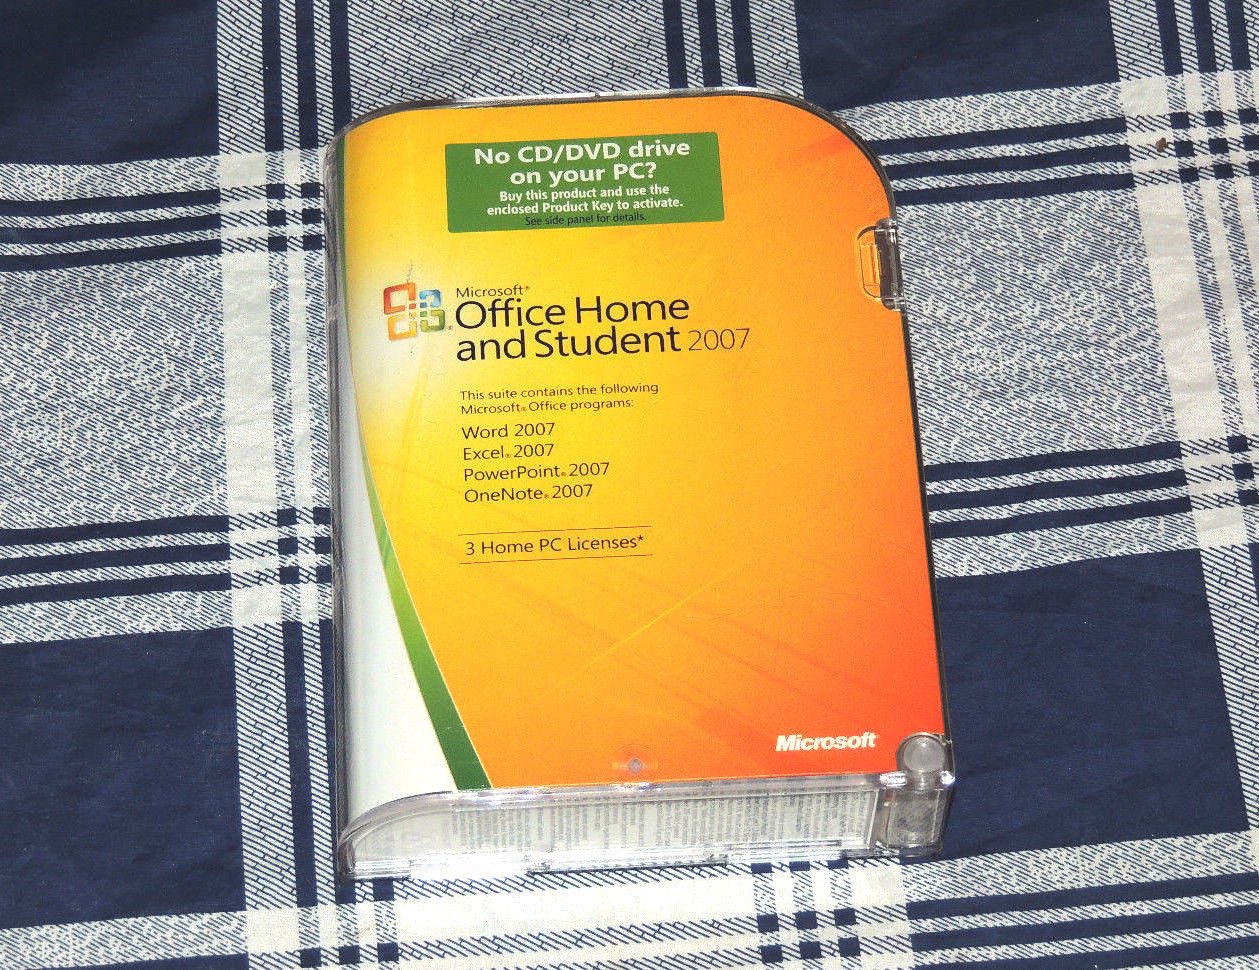 No CD/DVD drive
on your PC?
Buy this product and use the
enclosed Product Key to activate.
See side panel for details.
Microsoft®
Office Home
and Student 2007
This suite contains the following
Microsoft® Office programs:
Word 2007
Excel® 2007
PowerPoint® 2007
OneNote® 2007
3 Home PC Licenses*
Microsoft